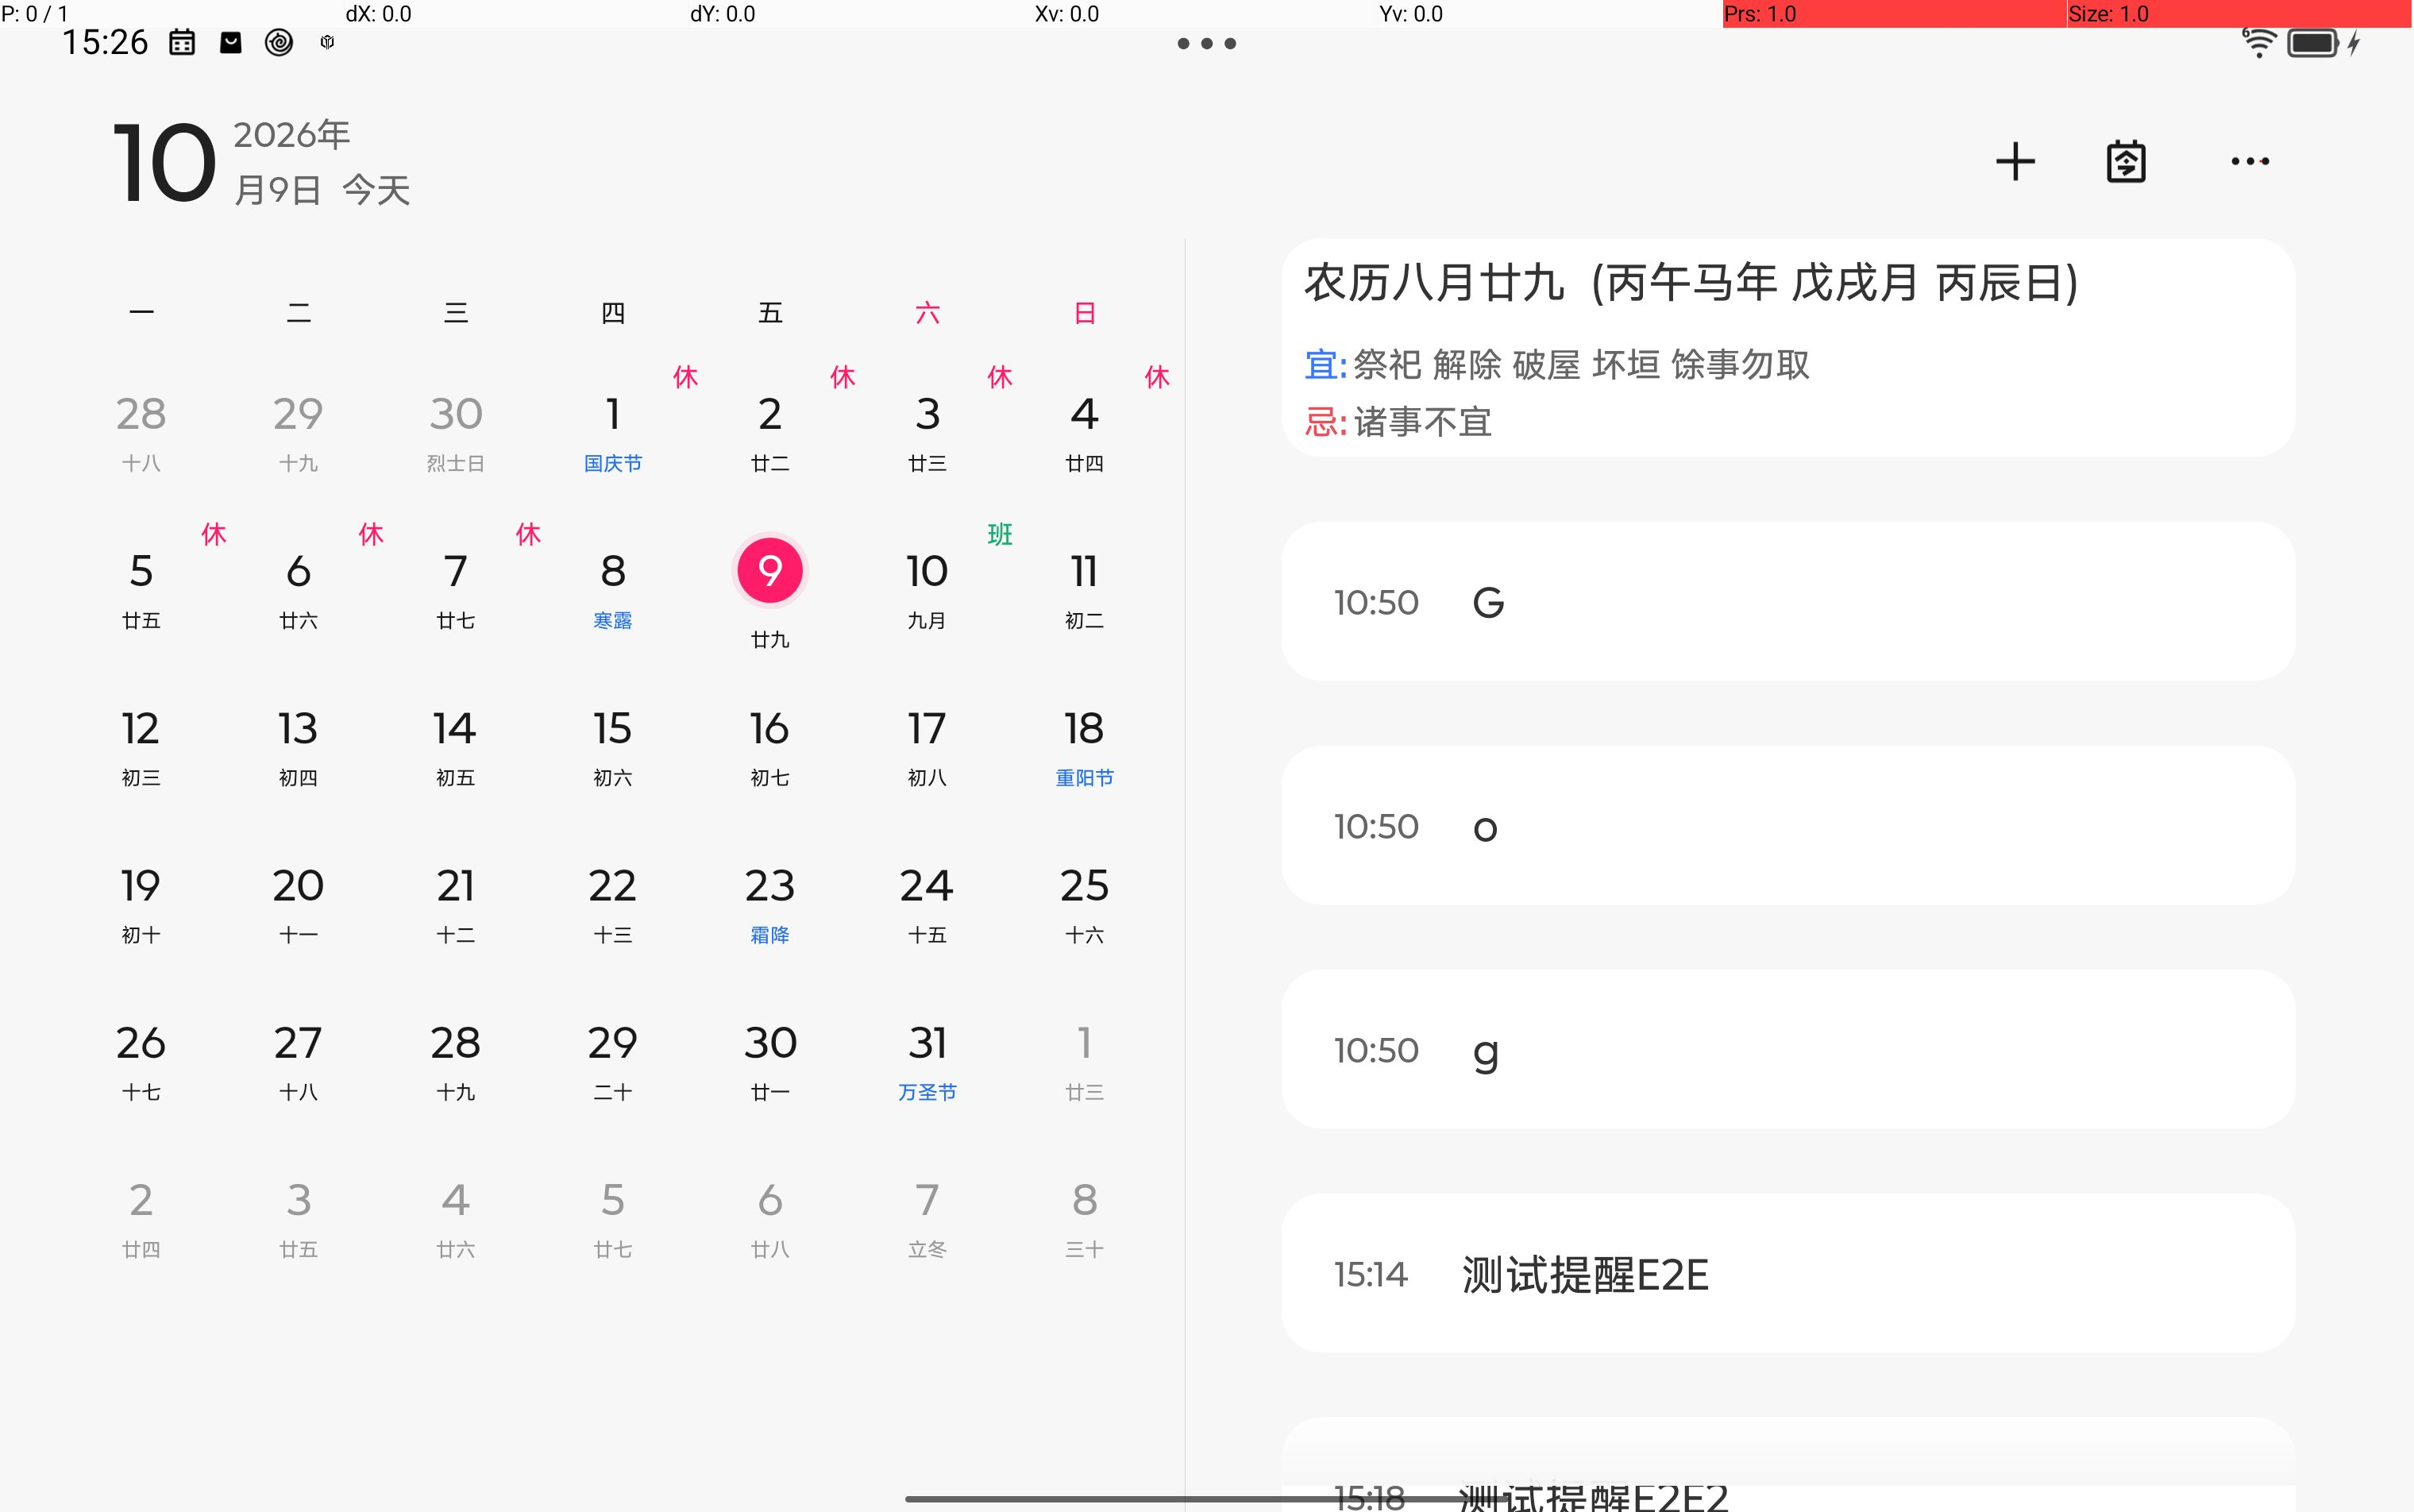 P: 0 / 1 dX: 0.0 dY: 0.0 Xv: 0.0 Yv: 0.0 Prs: 1.0 Size: 1.0
15:26 6
10 2026年
月9日 今天
一 二 三 四 五 六 日
休 休 休 休
28 29 30 1 2 3 4
十八 十九 烈士日 国庆节 廿二 廿三 廿四
休 休 休 班
5 6 7 8 9 10 11
廿五 廿六 廿七 寒露 廿九 九月 初二
12 13 14 15 16 17 18
初三 初四 初五 初六 初七 初八 重阳节
19 20 21 22 23 24 25
初十 十一 十二 十三 霜降 十五 十六
26 27 28 29 30 31 1
十七 十八 十九 二十 廿一 万圣节 廿三
2 3 4 5 6 7 8
廿四 廿五 廿六 廿七 廿八 立冬 三十
今
农历八月廿九 (丙午马年 戊戌月 丙辰日)
宜: 祭祀 解除 破屋 坏垣 馀事勿取
忌: 诸事不宜
10:50 G
10:50 o
10:50 g
15:14 测试提醒E2E
15:18 测试提醒E2E2